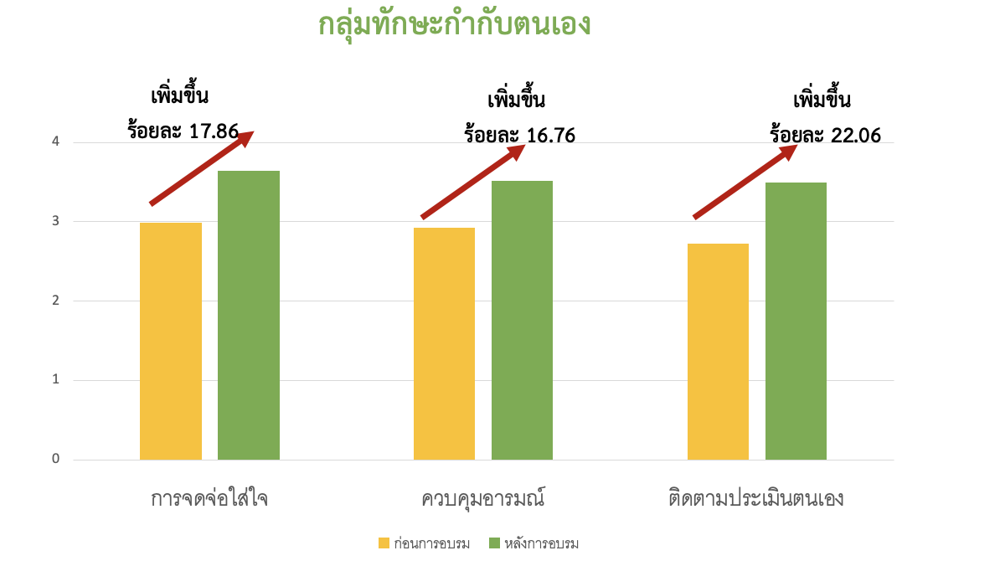 กลุ่มทักษะกำกับตนเอง
เพิ่มขึ้น
ร้อยละ 17.86
เพิ่มขึ้น
ร้อยละ 16.76
เพิ่มขึ้น
ร้อยละ 22.06
4
3
2
1
0
การจดจ่อใส่ใจ
ควบคุมอารมณ์
ติดตามประเมินตนเอง
ก่อนการอบรม
หลังการอบรม